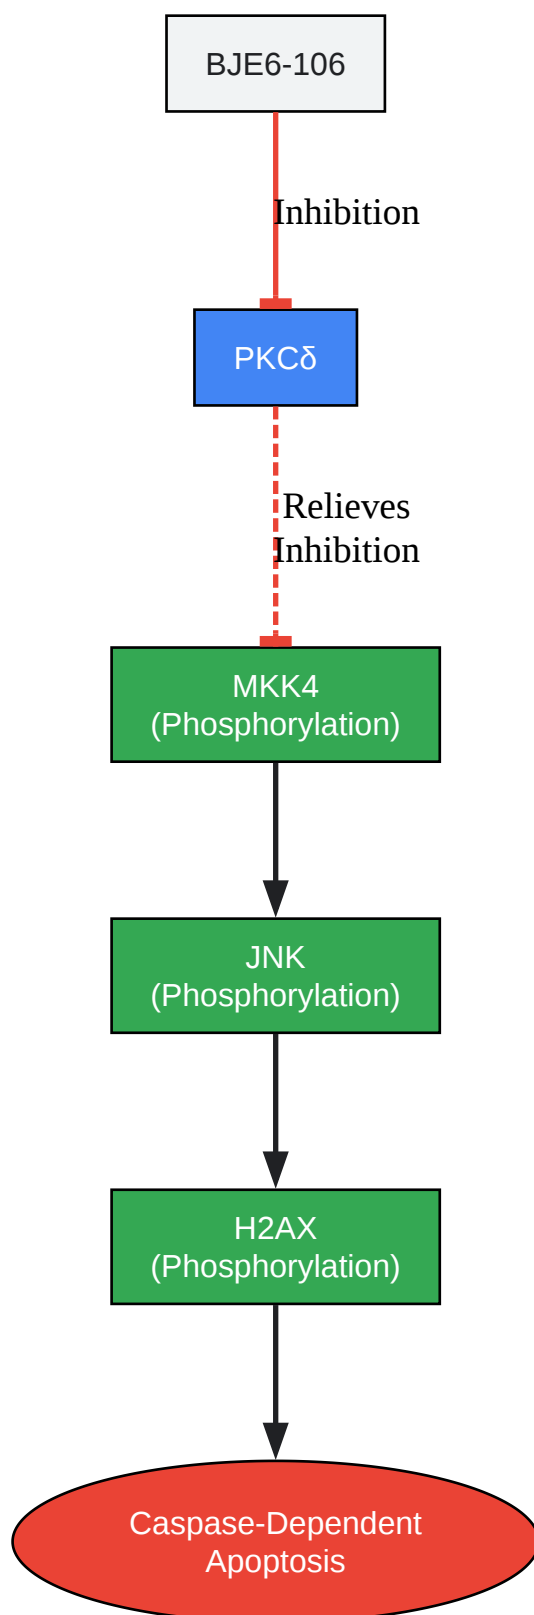 BJE6-106
Inhibition
PKCδ
Relieves
Inhibition
MKK4
(Phosphorylation)
JNK
(Phosphorylation)
H2AX
(Phosphorylation)
Caspase-Dependent
Apoptosis